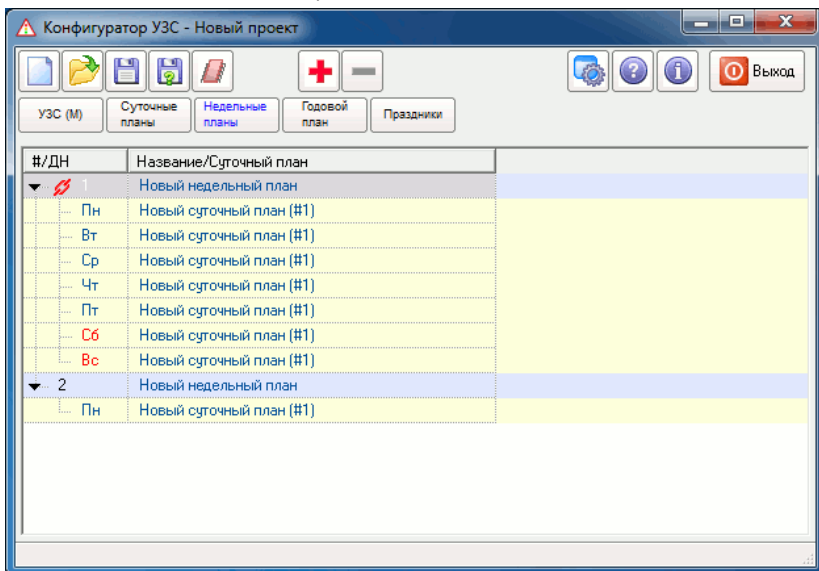 Конфигуратор УЗС - Новый проект
Выход
УЗС (М) Суточные планы Недельные планы Годовой план Праздники
#/ДН Название/Суточный план
1 Новый недельный план
Пн Новый суточный план (#1)
Вт Новый суточный план (#1)
Ср Новый суточный план (#1)
Чт Новый суточный план (#1)
Пт Новый суточный план (#1)
Сб Новый суточный план (#1)
Вс Новый суточный план (#1)
2 Новый недельный план
Пн Новый суточный план (#1)